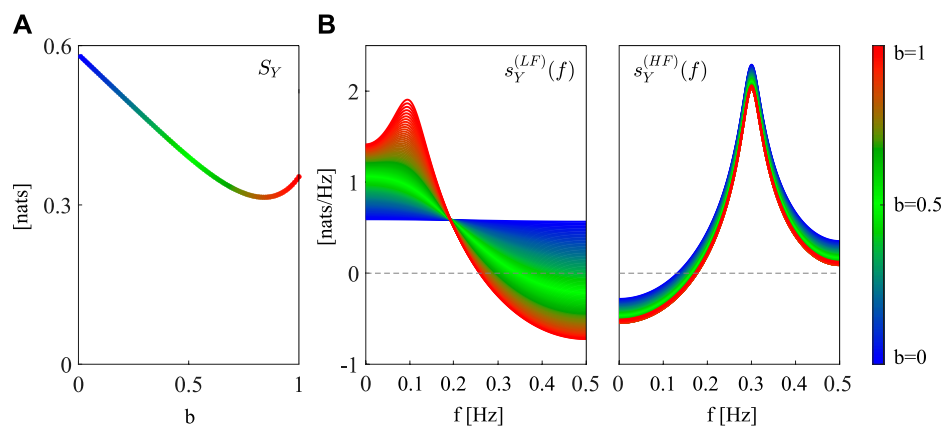 A
0.6
0.3
0
[nats]
S_Y
0 0.5 1
b
B
2
1
0
-1
[nats/Hz]
s_Y^{(LF)}(f)
0 0.1 0.2 0.3 0.4 0.5
f [Hz]
s_Y^{(HF)}(f)
0 0.1 0.2 0.3 0.4 0.5
f [Hz]
b=1
b=0.5
b=0